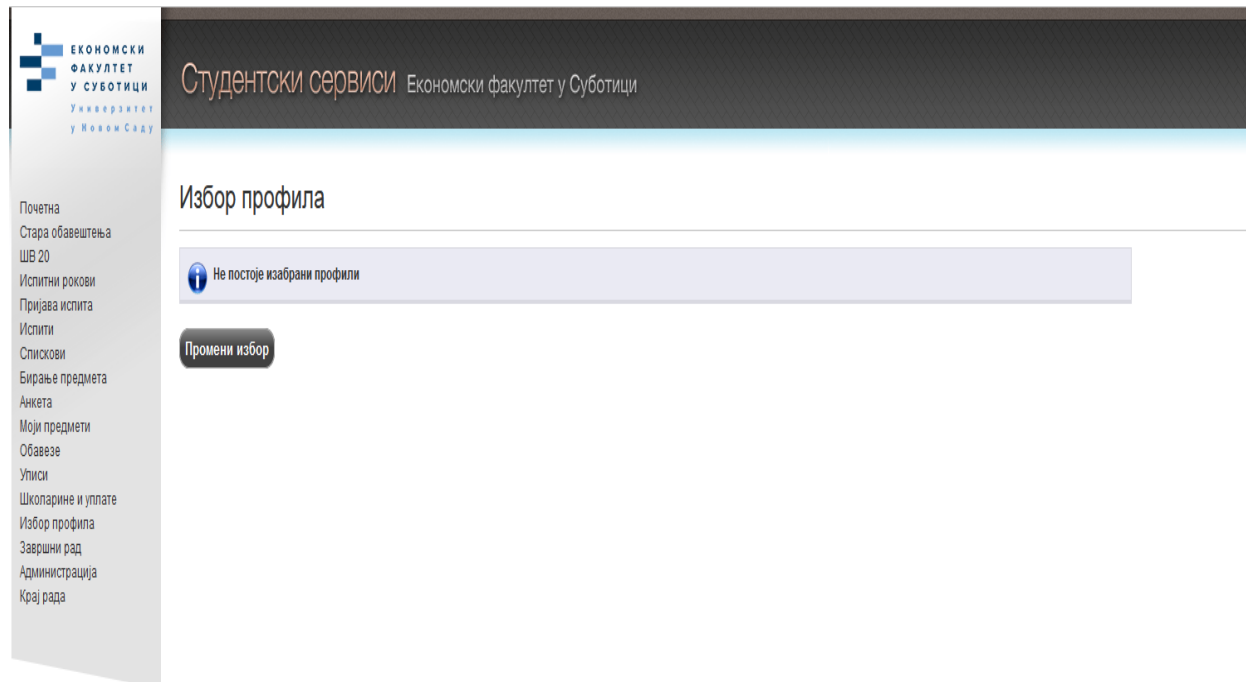 ЕКОНОМСКИ
ФАКУЛТЕТ
У СУБОТИЦИ
Универзитет
у Новом Саду
Студентски сервиси Економски факултет у Суботици
Почетна
Стара обавештења
ШВ 20
Испитни рокови
Пријава испита
Испити
Спискови
Бирање предмета
Анкета
Моји предмети
Обавезе
Уписи
Школарине и уплате
Избор профила
Завршни рад
Администрација
Крај рада
Избор профила
Не постоје изабрани профили
Промени избор